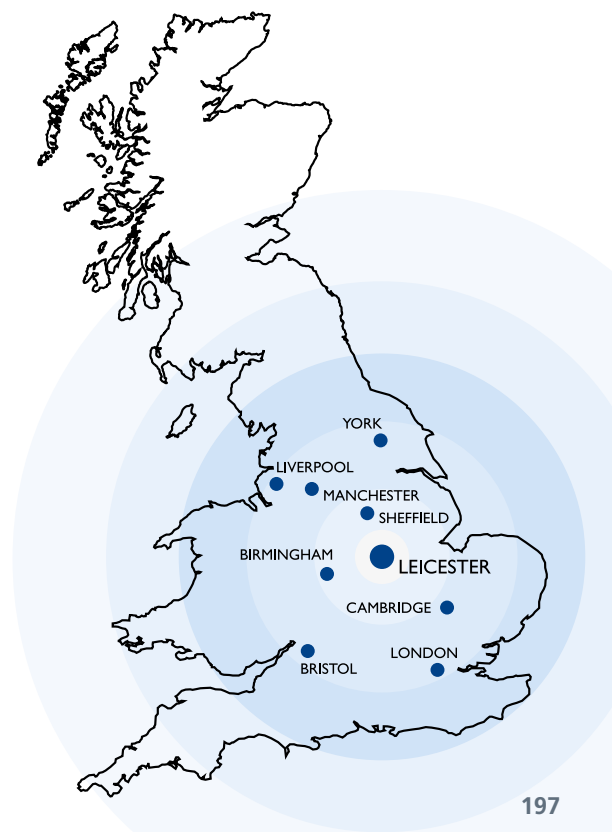 YORK
LIVERPOOL
MANCHESTER
SHEFFIELD
BIRMINGHAM
LEICESTER
CAMBRIDGE
LONDON
BRISTOL
197